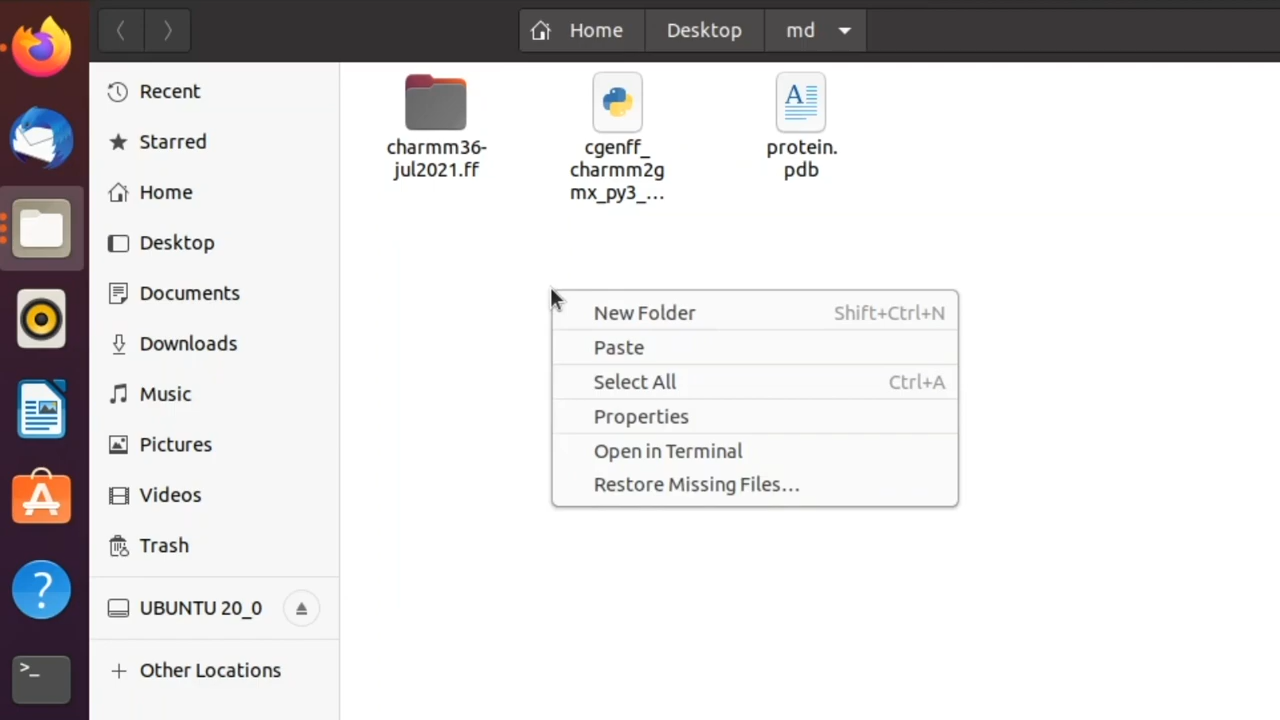 Home Desktop md
Recent
Starred
Home
Desktop
Documents
Downloads
Music
Pictures
Videos
Trash
UBUNTU 20_0
Other Locations
charmm36-
jul2021.ff
cgenff_
charmm2g
mx_py3_...
protein.
pdb
New Folder Shift+Ctrl+N
Paste
Select All Ctrl+A
Properties
Open in Terminal
Restore Missing Files...